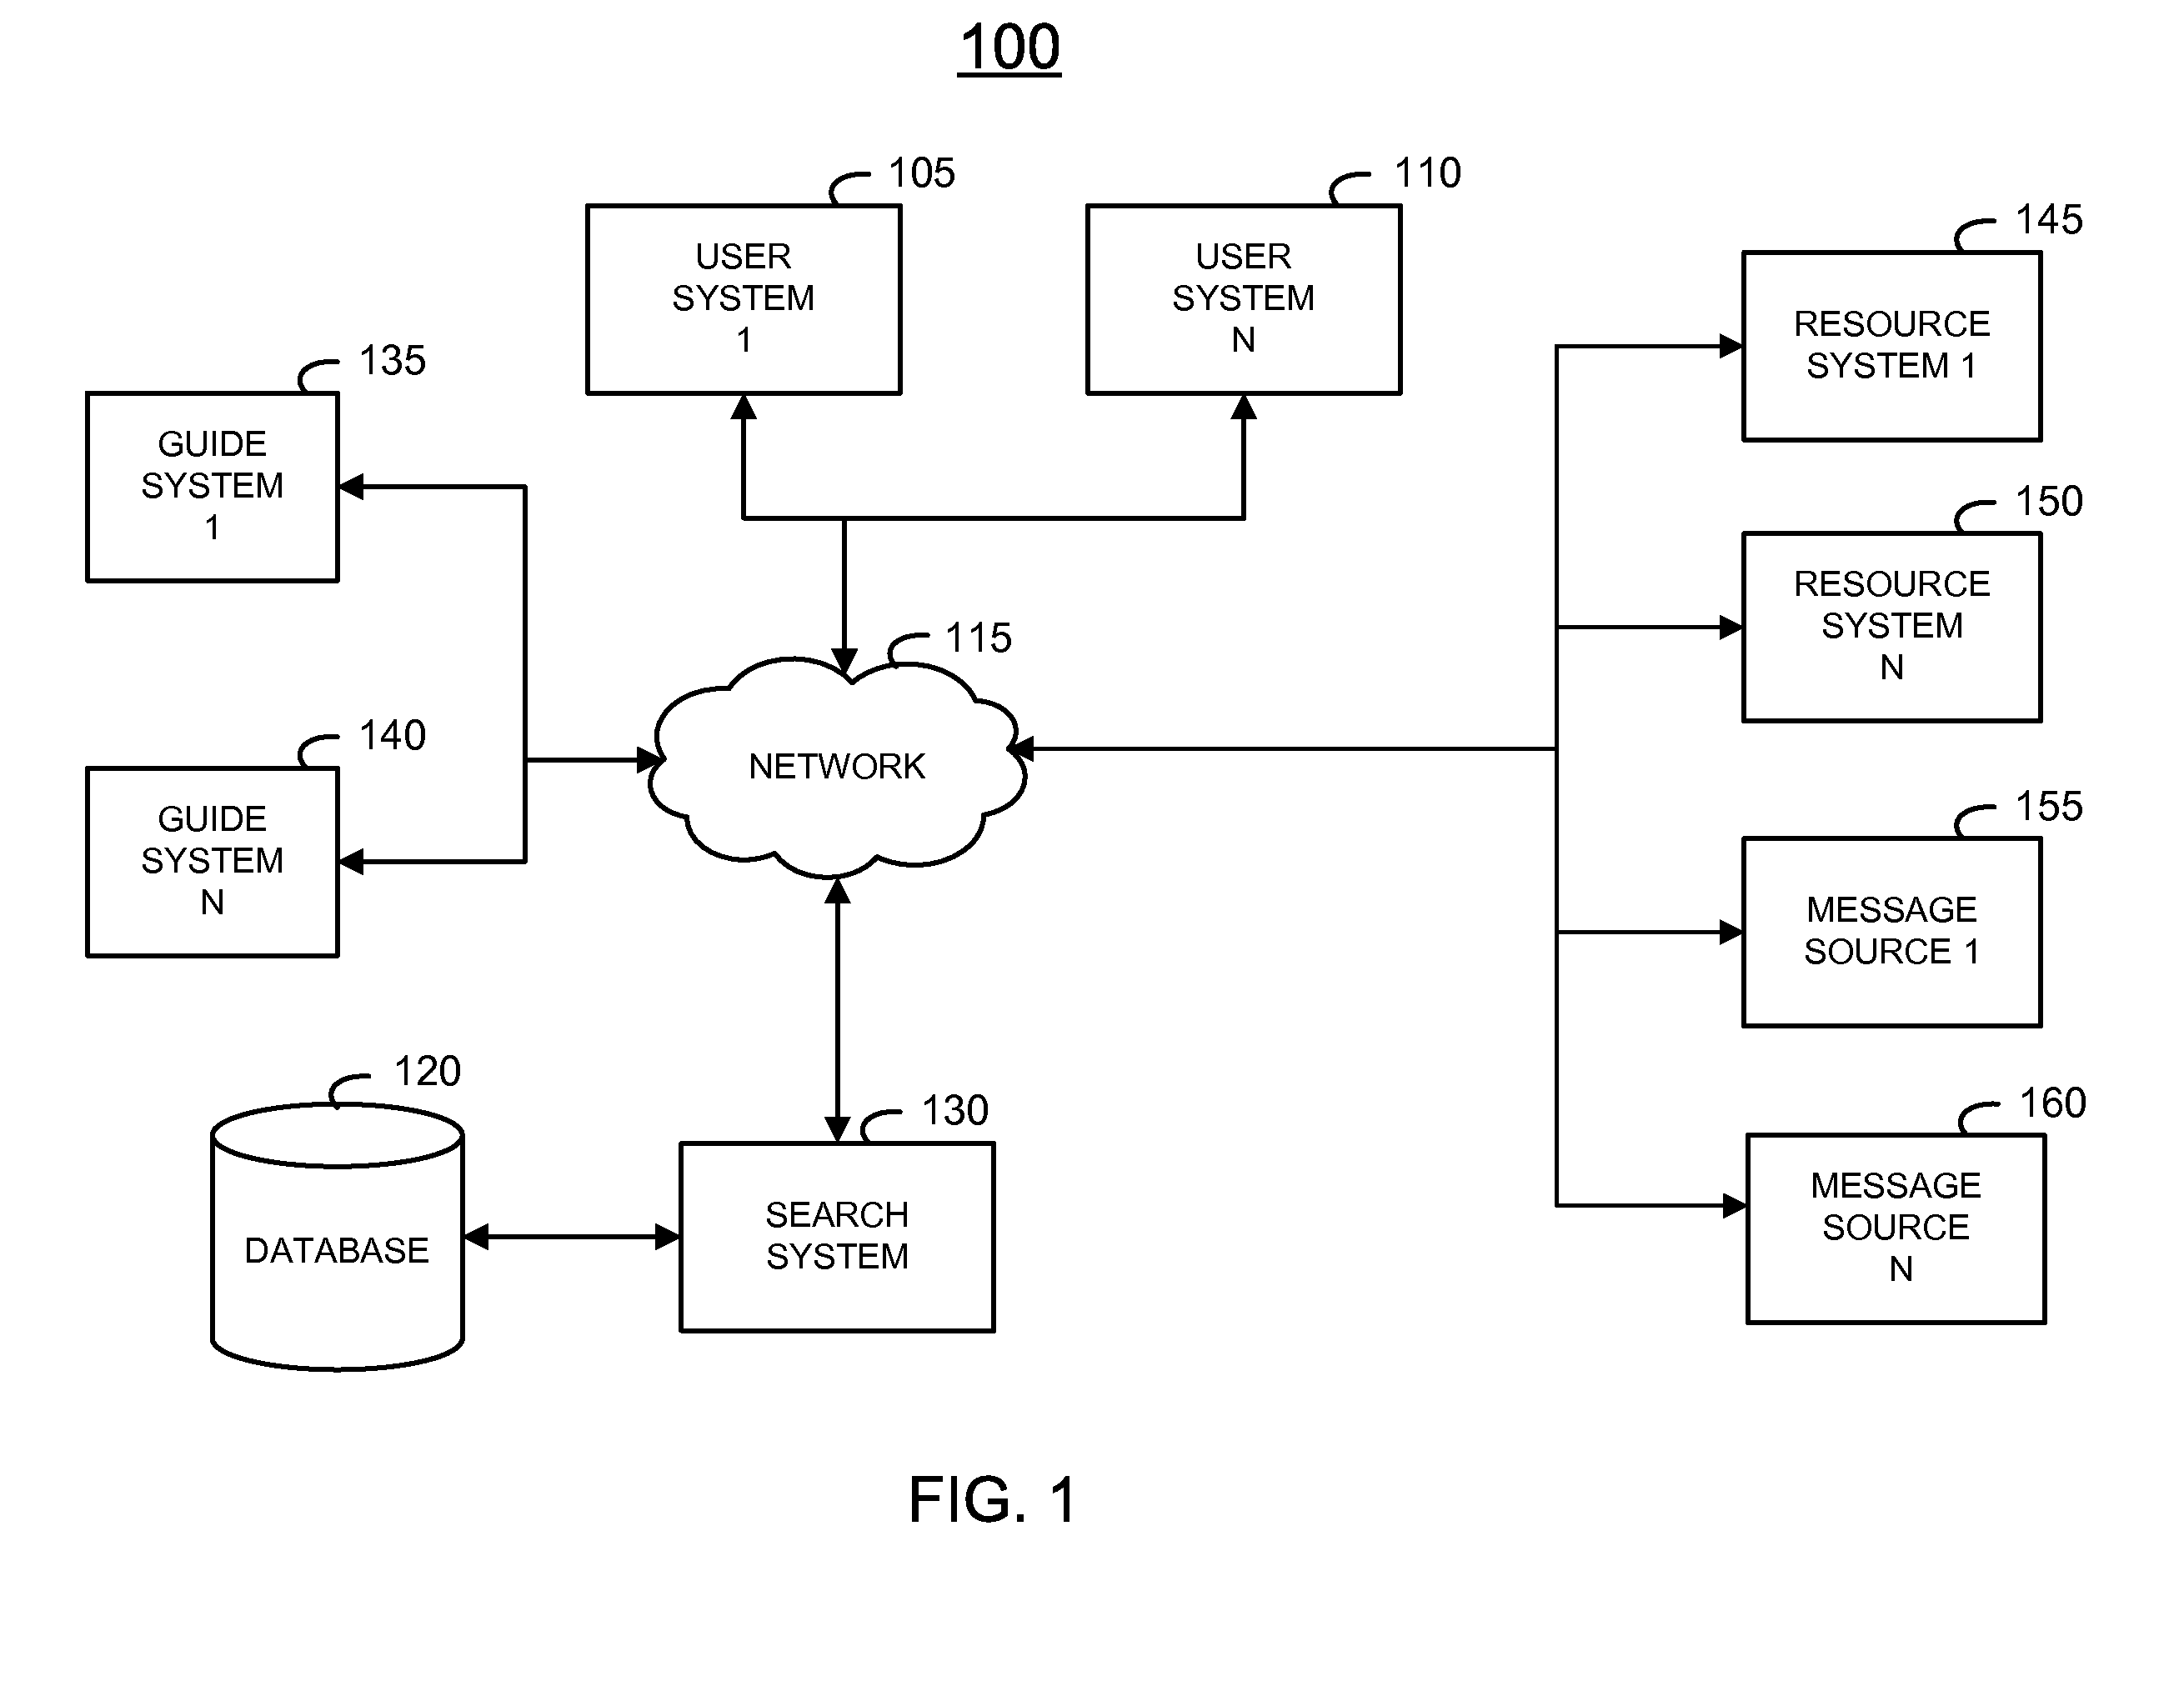 100
105
USER
SYSTEM
1
110
USER
SYSTEM
N
135
GUIDE
SYSTEM
1
140
GUIDE
SYSTEM
N
115
NETWORK
120
DATABASE
130
SEARCH
SYSTEM
145
RESOURCE
SYSTEM 1
150
RESOURCE
SYSTEM
N
155
MESSAGE
SOURCE 1
160
MESSAGE
SOURCE
N
FIG. 1